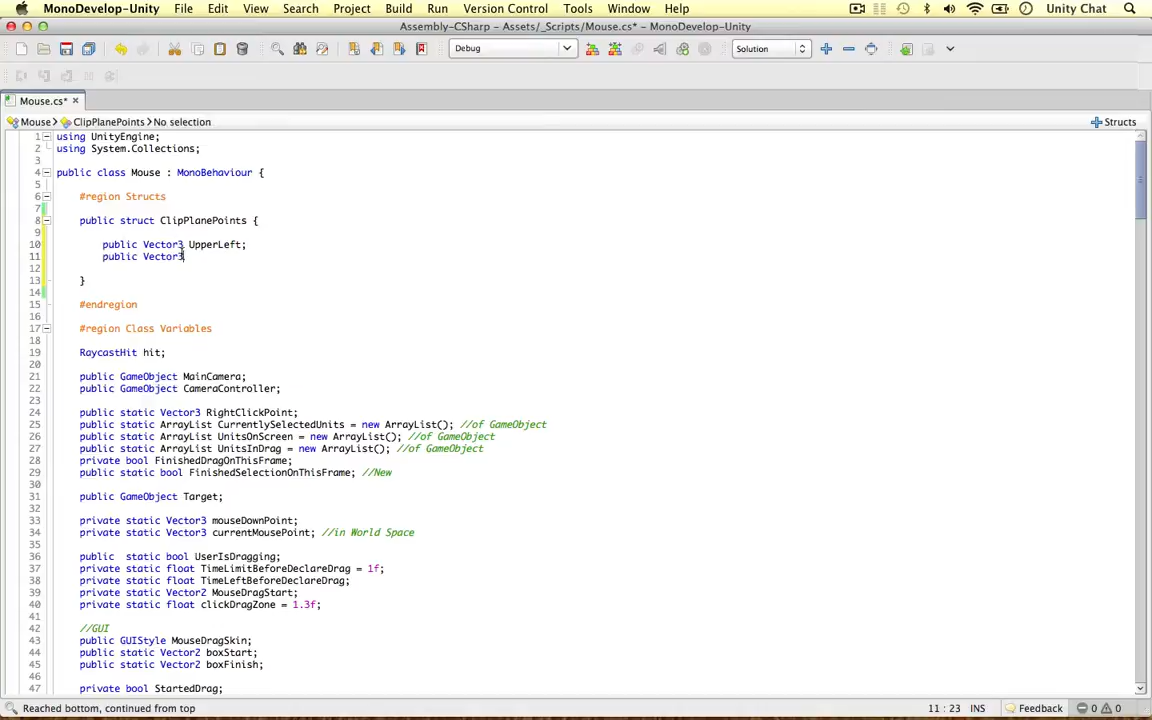 MonoDevelop-Unity File Edit View Search Project Build Run Version Control Tools Window Help Unity Chat
Assembly-CSharp - Assets/_Scripts/Mouse.cs* - MonoDevelop-Unity
Debug Solution
Mouse.cs* ×
Mouse ClipPlanePoints No selection Structs
1 using UnityEngine;
2 using System.Collections;
3
4 public class Mouse : MonoBehaviour {
5
6 #region Structs
7
8 public struct ClipPlanePoints {
9
10 public Vector3 UpperLeft;
11 public Vector3
12
13 }
14
15 #endregion
16
17 #region Class Variables
18
19 RaycastHit hit;
20
21 public GameObject MainCamera;
22 public GameObject CameraController;
23
24 public static Vector3 RightClickPoint;
25 public static ArrayList CurrentlySelectedUnits = new ArrayList(); //of GameObject
26 public static ArrayList UnitsOnScreen = new ArrayList(); //of GameObject
27 public static ArrayList UnitsInDrag = new ArrayList(); //of GameObject
28 private bool FinishedDragOnThisFrame;
29 public static bool FinishedSelectionOnThisFrame; //New
30
31 public GameObject Target;
32
33 private static Vector3 mouseDownPoint;
34 private static Vector3 currentMousePoint; //in World Space
35
36 public  static bool UserIsDragging;
37 private static float TimeLimitBeforeDeclareDrag = 1f;
38 private static float TimeLeftBeforeDeclareDrag;
39 private static Vector2 MouseDragStart;
40 private static float clickDragZone = 1.3f;
41
42 //GUI
43 public GUIStyle MouseDragSkin;
44 public static Vector2 boxStart;
45 public static Vector2 boxFinish;
46
47 private bool StartedDrag;
Reached bottom, continued from top 11 : 23 INS Feedback 0 0